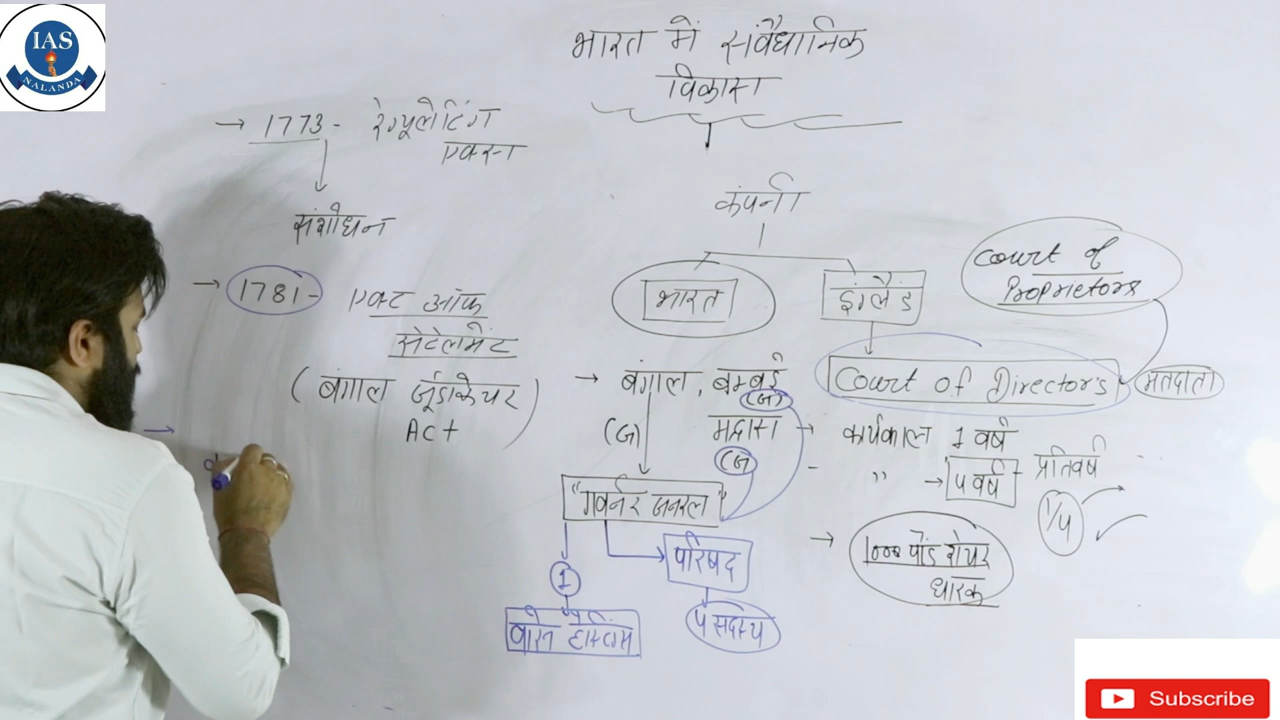 IAS
NALANDA
भारत में संवैधानिक
विकास
→ 1773 - रेग्यूलेटिंग
एक्स्ट
संशोधन
→ 1781 - एक्ट ऑफ
सेटेलमेंट
(बंगाल जूडीकेचर)
Act
→
कंपनी
भारत
इंग्लैंड
Court of
Proprietors
→ बंगाल, बम्बई
(ज)
(ज)
मद्रास
(ज)
"गवर्नर जनरल"
परिषद
1
वारेन हेस्टिंग्स
4 सदस्य
Court of Directors
मतदाता
→ कार्यकाल 1 वर्ष
- " → 4 वर्ष
प्रतिवर्ष
1/4
→ 1000 पौंड शेयर
धारक
Subscribe